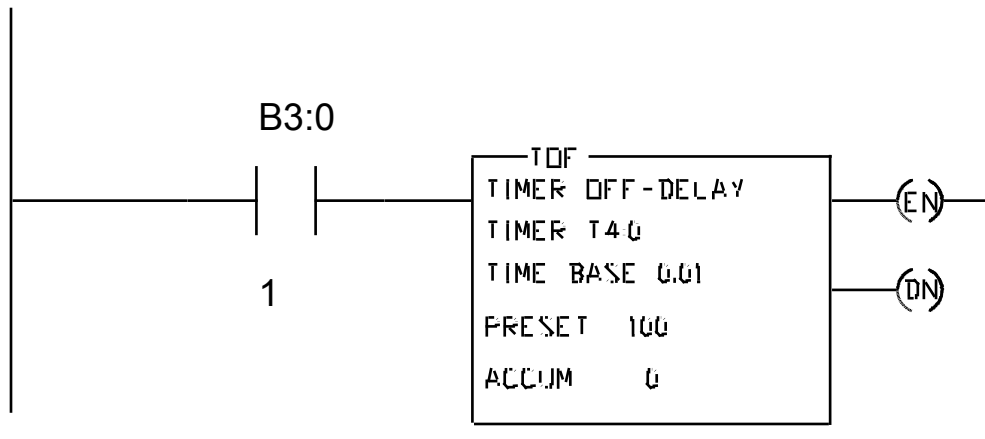 B3:0
1
TOF
TIMER OFF-DELAY
TIMER T4:0
TIME BASE 0.01
PRESET 100
ACCUM 0
EN
DN